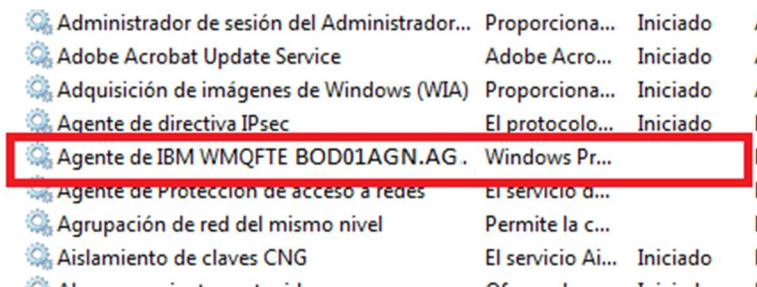 Administrador de sesión del Administrador... Proporciona... Iniciado
Adobe Acrobat Update Service Adobe Acro... Iniciado
Adquisición de imágenes de Windows (WIA) Proporciona... Iniciado
Agente de directiva IPsec El protocolo... Iniciado
Agente de IBM WMQFTE BOD01AGN.AG. Windows Pr...
Agente de Protección de acceso a redes El servicio d...
Agrupación de red del mismo nivel Permite la c...
Aislamiento de claves CNG El servicio Ai... Iniciado